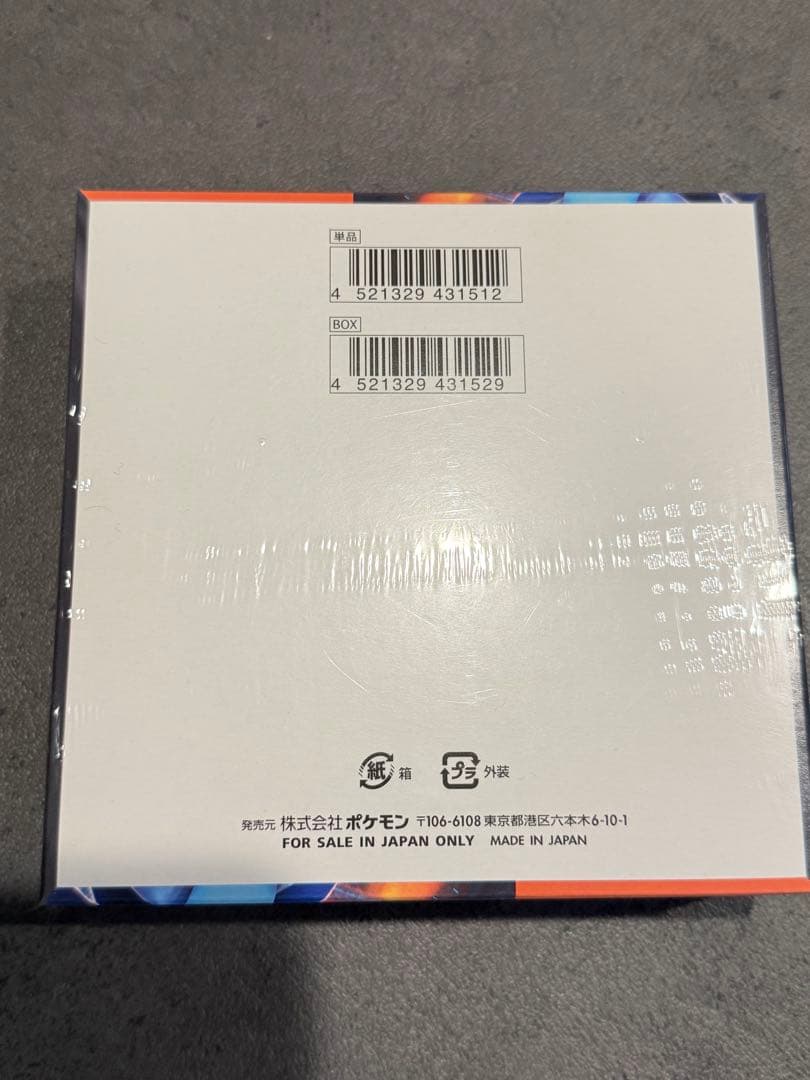 単品
4 521329 431512
BOX
4 521329 431529
紙 箱
プラ 外装
発売元 株式会社ポケモン 〒106-6108 東京都港区六本木6-10-1
FOR SALE IN JAPAN ONLY MADE IN JAPAN